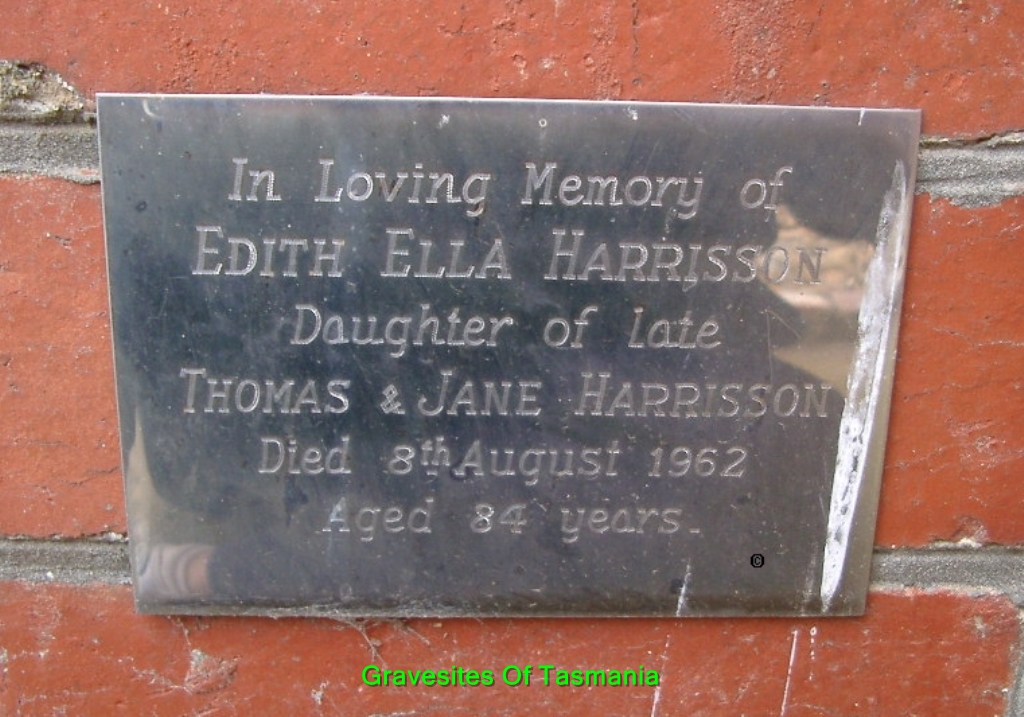 In Loving Memory of
EDITH ELLA HARRISSON
Daughter of late
THOMAS & JANE HARRISSON
Died 8th August 1962
Aged 84 years.
©
Gravesites Of Tasmania